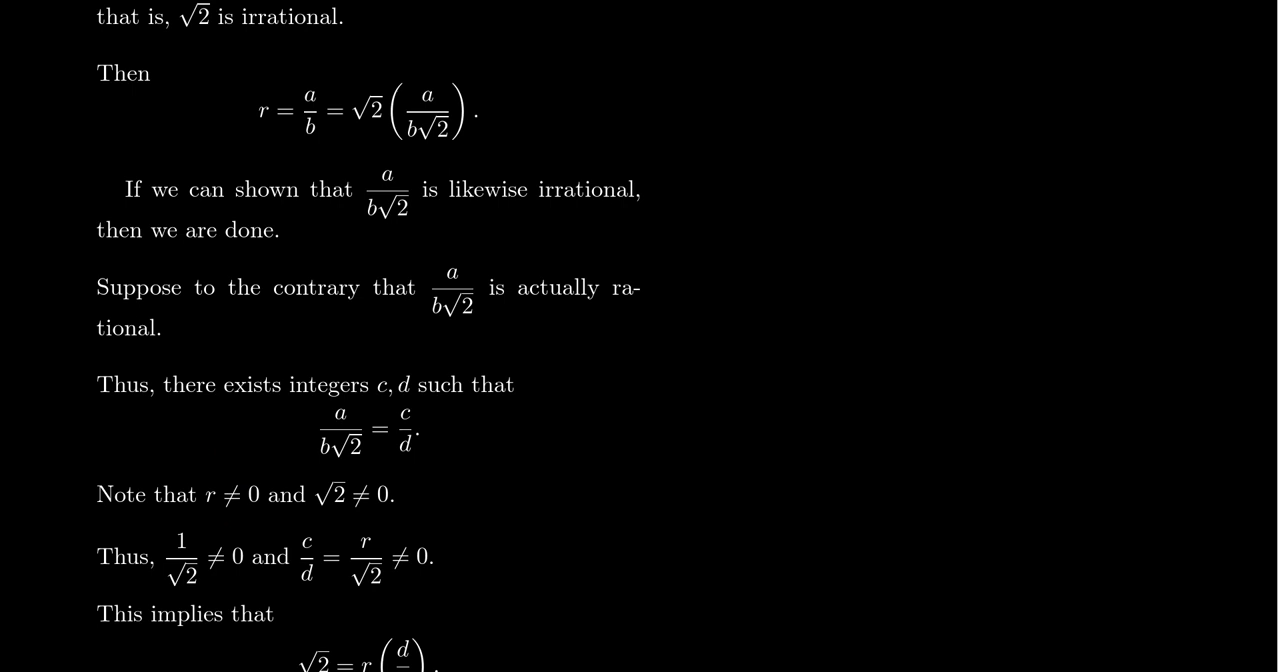 that is, √2 is irrational.
Then
r = a/b = √2 (a/(b√2)).
If we can shown that a/(b√2) is likewise irrational,
then we are done.
Suppose to the contrary that a/(b√2) is actually ra-
tional.
Thus, there exists integers c, d such that
a/(b√2) = c/d.
Note that r ≠ 0 and √2 ≠ 0.
Thus, 1/√2 ≠ 0 and c/d = r/√2 ≠ 0.
This implies that
√2 = r (d/